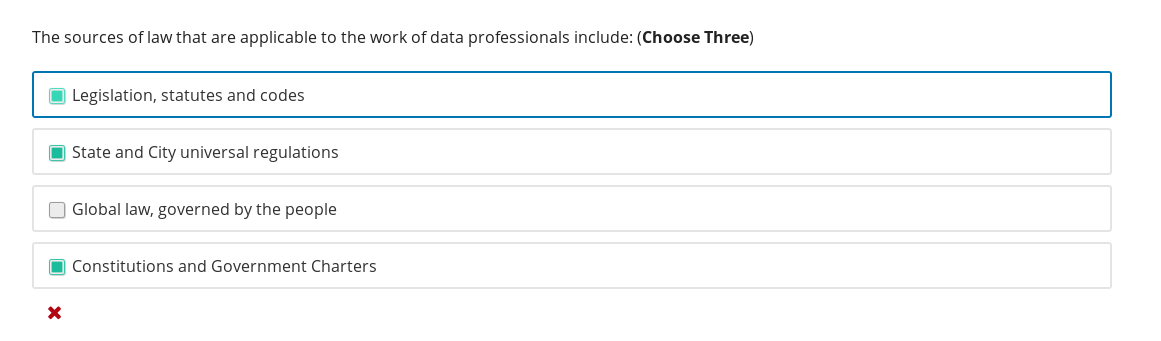 The sources of law that are applicable to the work of data professionals include: (Choose Three)
Legislation, statutes and codes
State and City universal regulations
Global law, governed by the people
Constitutions and Government Charters